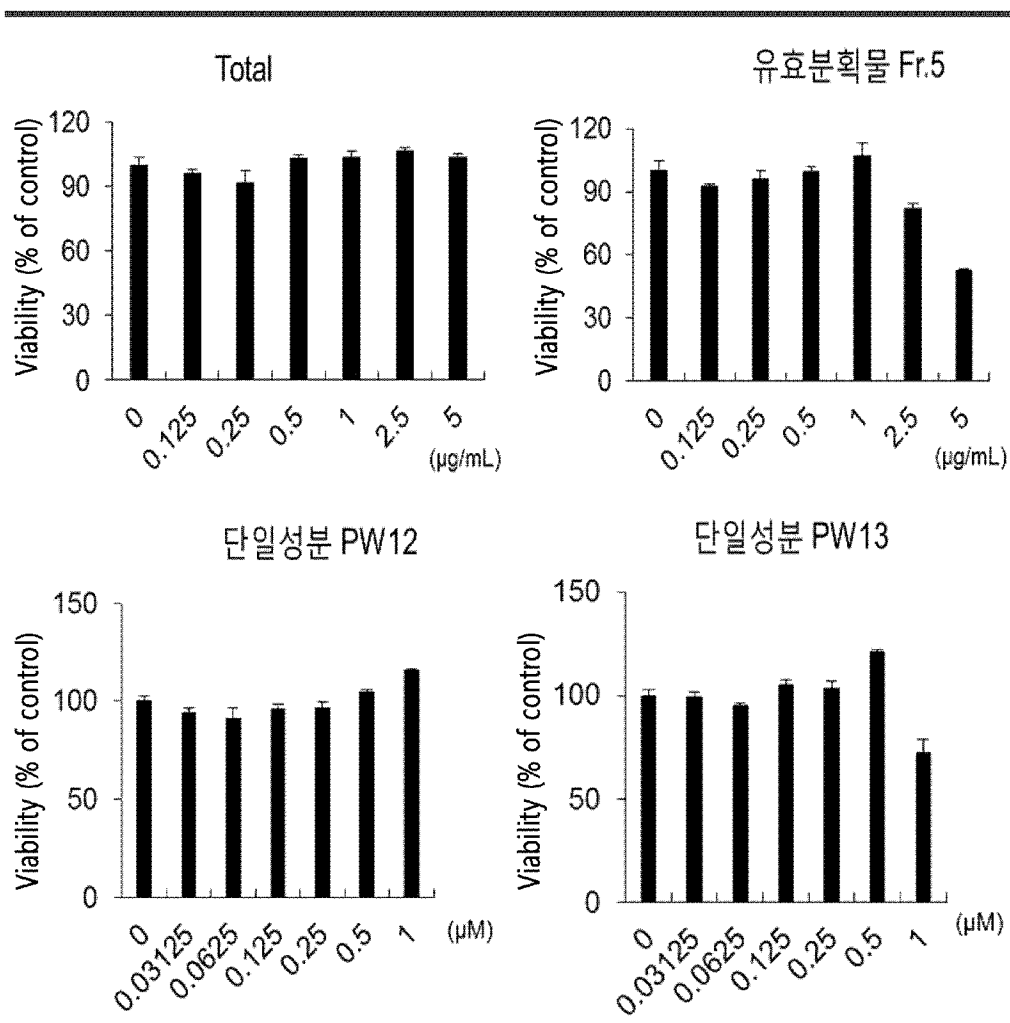 Total
Viability (% of control)
120
90
60
30
0
0 0.125 0.25 0.5 1 2.5 5
(µg/mL)
유효분획물 Fr.5
Viability (% of control)
120
90
60
30
0
0 0.125 0.25 0.5 1 2.5 5
(µg/mL)
단일성분 PW12
Viability (% of control)
150
100
50
0
0 0.03125 0.0625 0.125 0.25 0.5 1
(µM)
단일성분 PW13
Viability (% of control)
150
100
50
0
0 0.03125 0.0625 0.125 0.25 0.5 1
(µM)